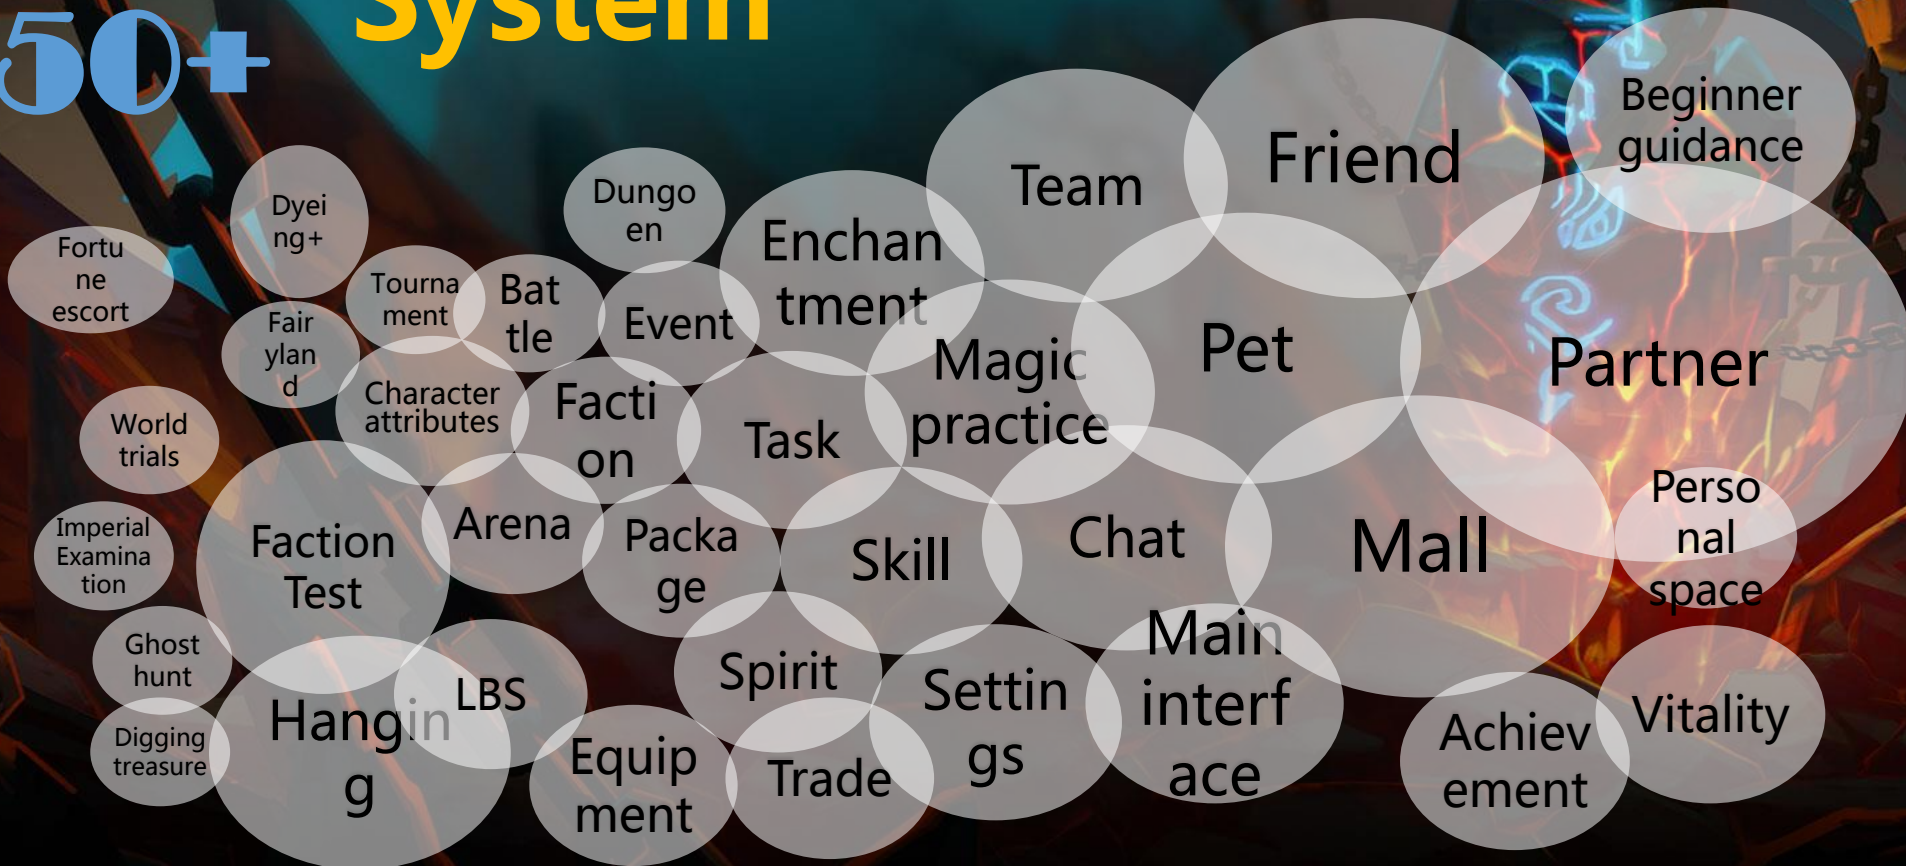 System
50+
Beginner
guidance
Friend
Team
Dungo
en
Dyei
ng+
Enchan
tment
Fortu
ne
escort
Tourna
ment
Bat
tle
Event
Fair
ylan
d
Magic
practice
Pet
Partner
Character
attributes
Facti
on
Task
World
trials
Imperial
Examina
tion
Faction
Test
Arena
Packa
ge
Skill
Chat
Mall
Perso
nal
space
Ghost
hunt
Hangin
g
LBS
Spirit
Settin
gs
Main
interf
ace
Digging
treasure
Equip
ment
Trade
Achiev
ement
Vitality